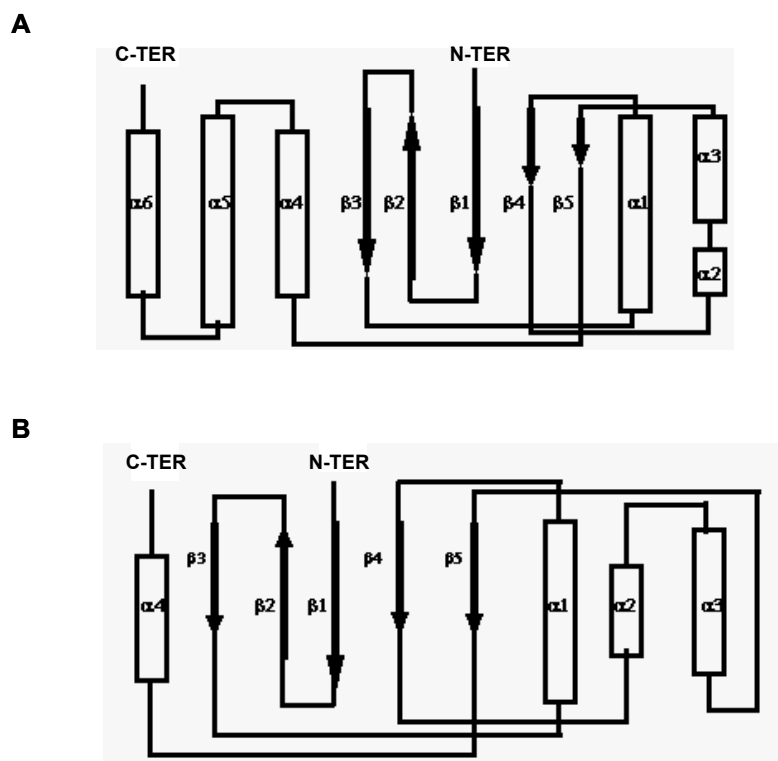 A
C-TER N-TER
α3
α6 α5 α4 β3 β2 β1 β4 β5 α1
α2
B
C-TER N-TER
β3 β4 β5
α4 β2 β1 α1 α2 α3